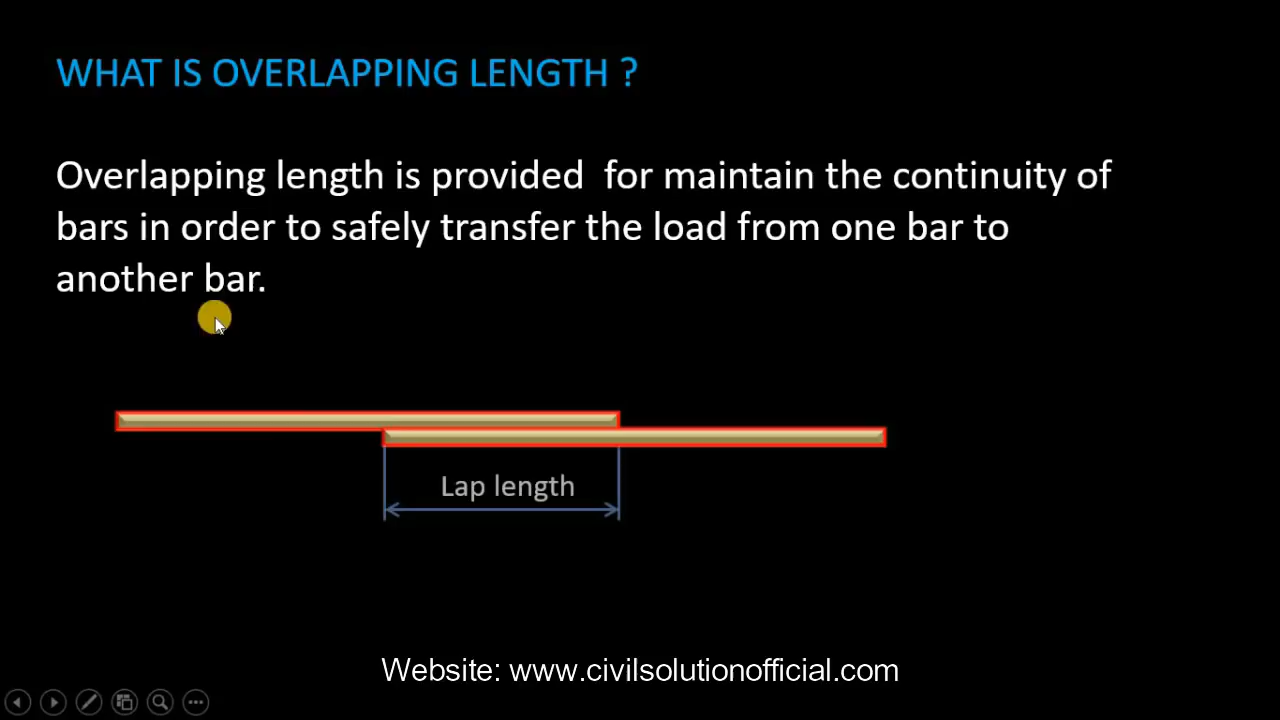 WHAT IS OVERLAPPING LENGTH ?
Overlapping length is provided  for maintain the continuity of
bars in order to safely transfer the load from one bar to
another bar.
Lap length
Website: www.civilsolutionofficial.com